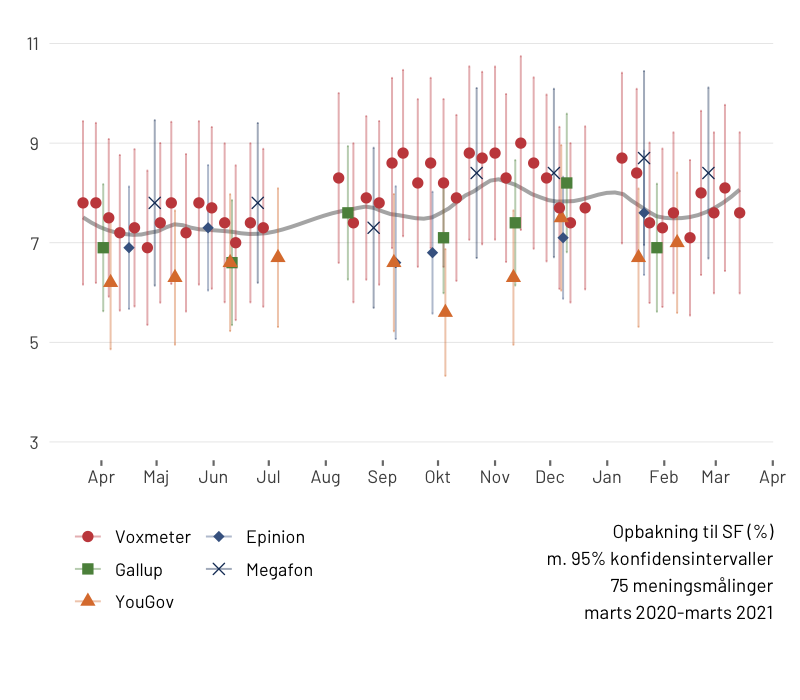 11
9
7
5
3
Apr Maj Jun Jul Aug Sep Okt Nov Dec Jan Feb Mar Apr
Voxmeter Epinion
Gallup Megafon
YouGov
Opbakning til SF (%)
m. 95% konfidensintervaller
75 meningsmålinger
marts 2020-marts 2021